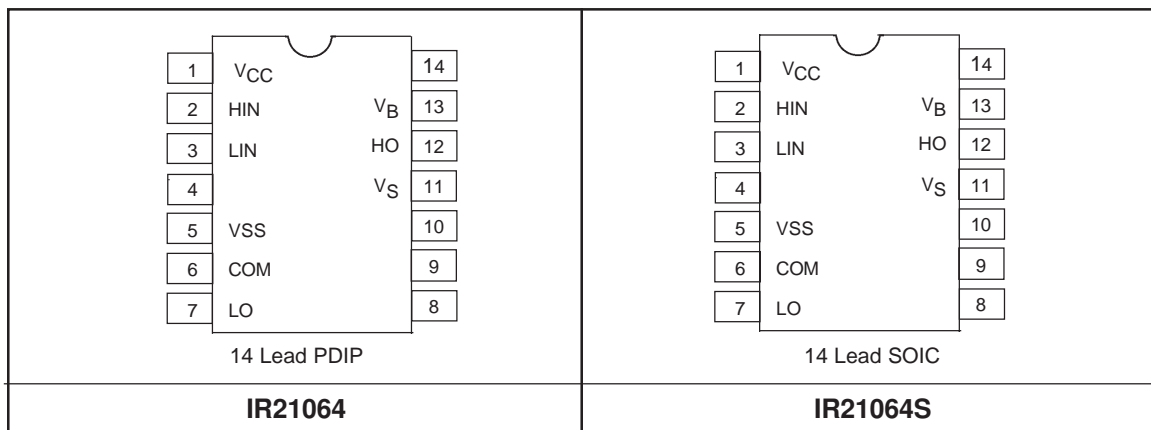 1 VCC 14
2 HIN VB 13
3 LIN HO 12
4 VS 11
5 VSS 10
6 COM 9
7 LO 8
14 Lead PDIP
IR21064
1 VCC 14
2 HIN VB 13
3 LIN HO 12
4 VS 11
5 VSS 10
6 COM 9
7 LO 8
14 Lead SOIC
IR21064S